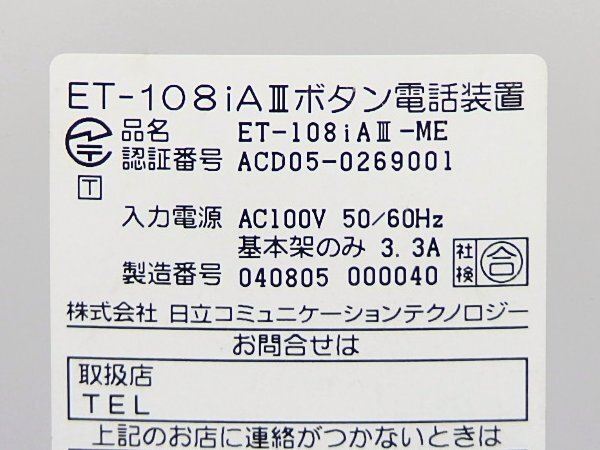 ET-108iAⅢボタン電話装置
品名 ET-108iAⅢ-ME
認証番号 ACD05-0269001
T
入力電源 AC100V 50/60Hz
基本架のみ 3.3A
社検 合
製造番号 040805 000040
株式会社 日立コミュニケーションテクノロジー
お問合せは
取扱店
TEL
上記のお店に連絡がつかないときは